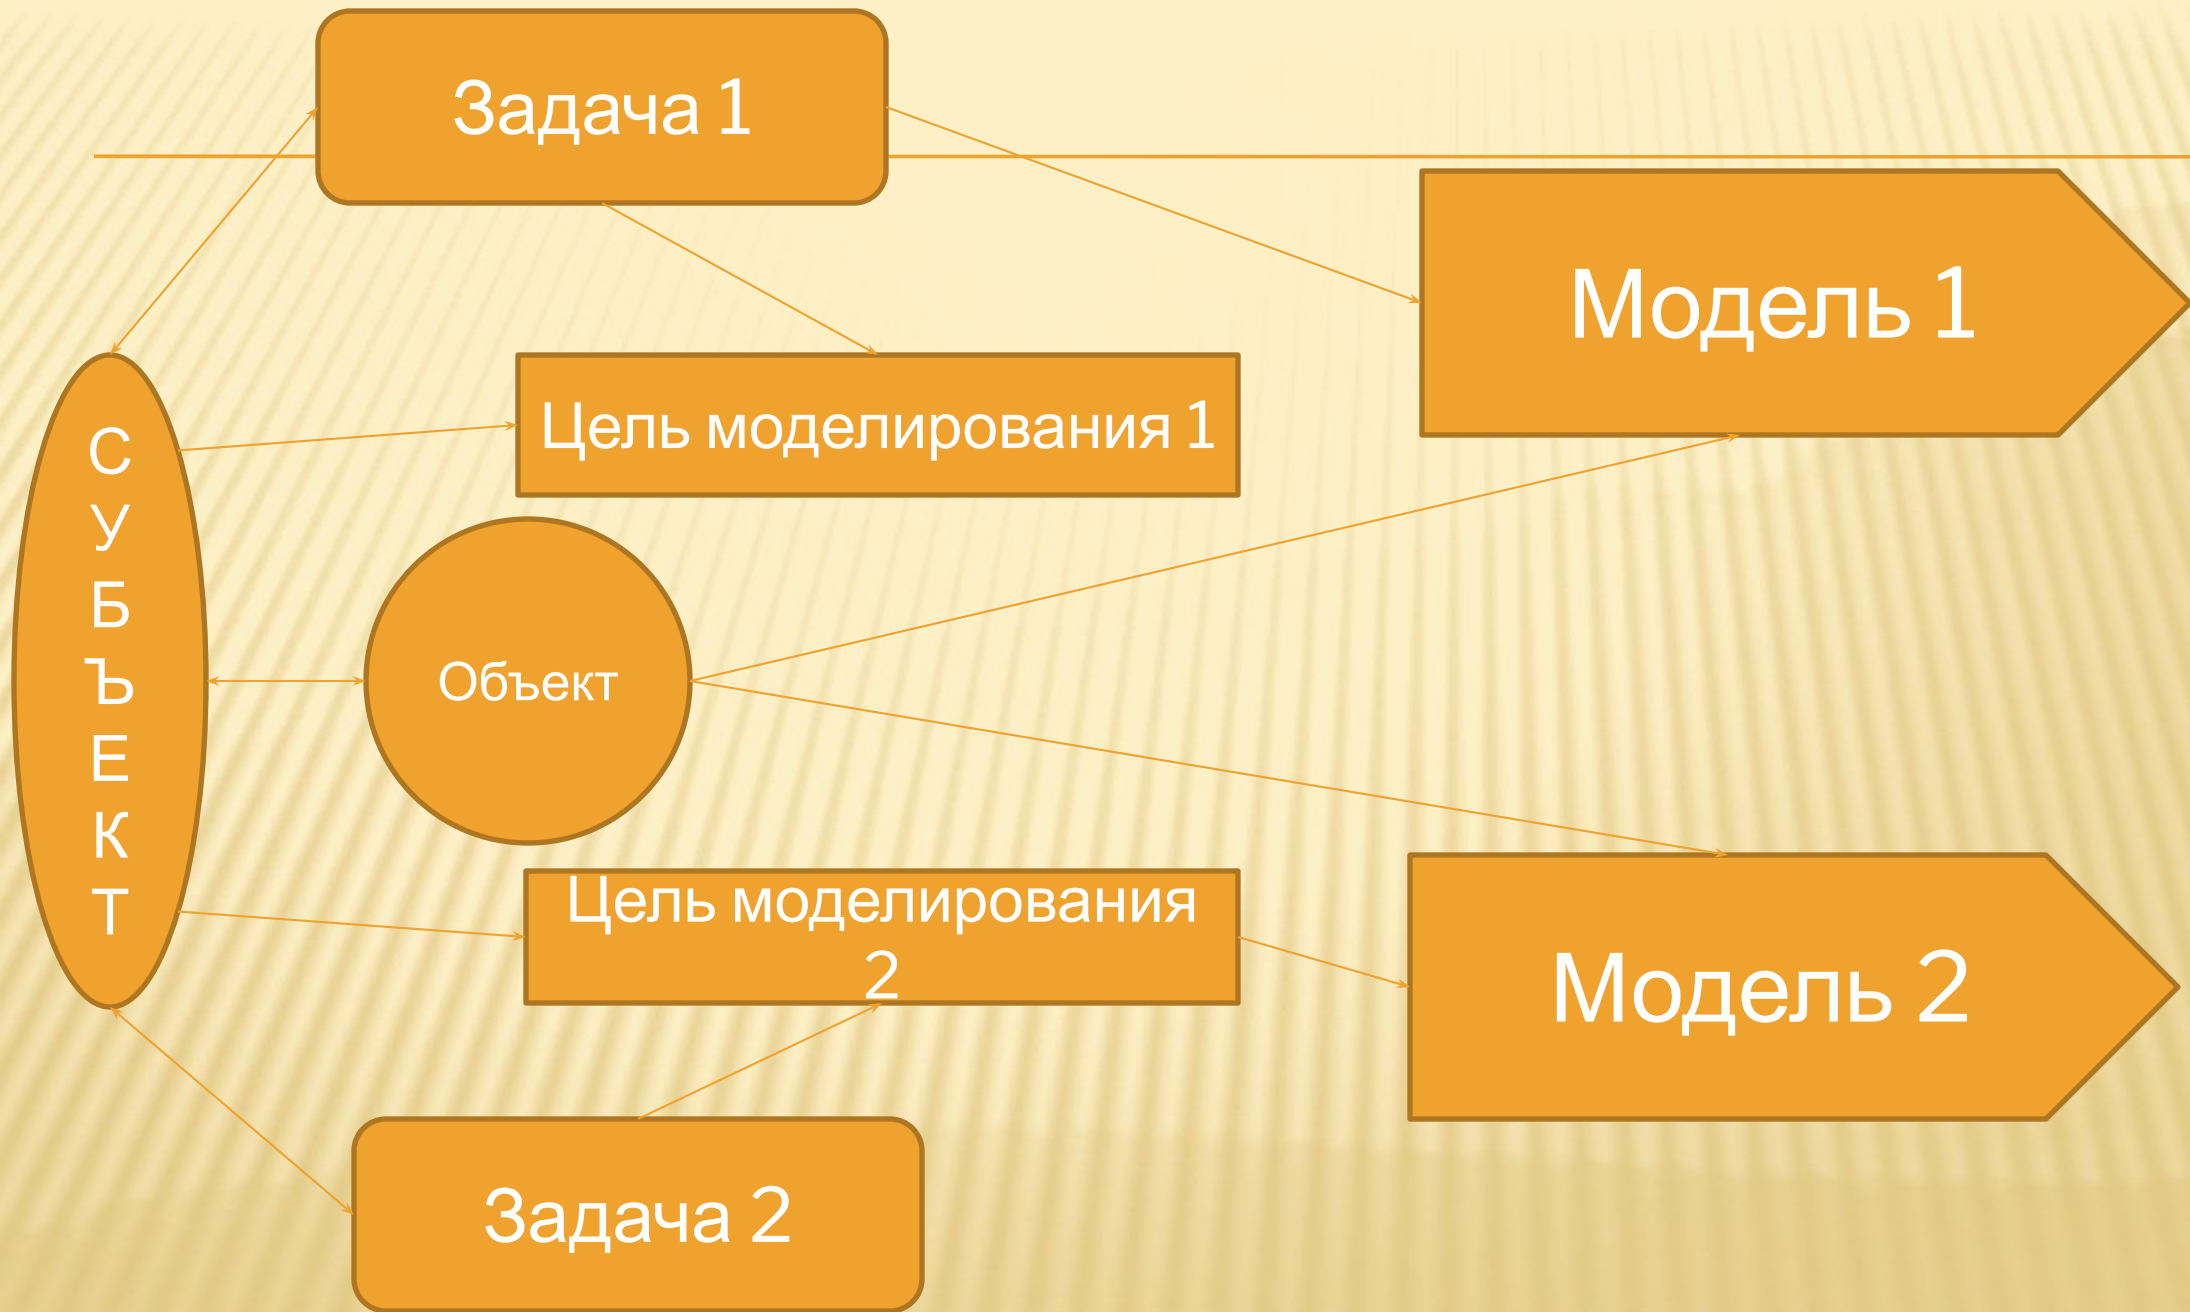 Задача 1
Модель 1
Цель моделирования 1
С
У
Б
Ъ
Е
К
Т
Объект
Цель моделирования
2
Модель 2
Задача 2